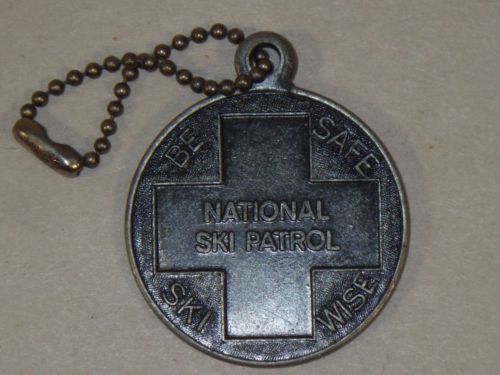 BE SAFE
NATIONAL
SKI PATROL
SKI WISE